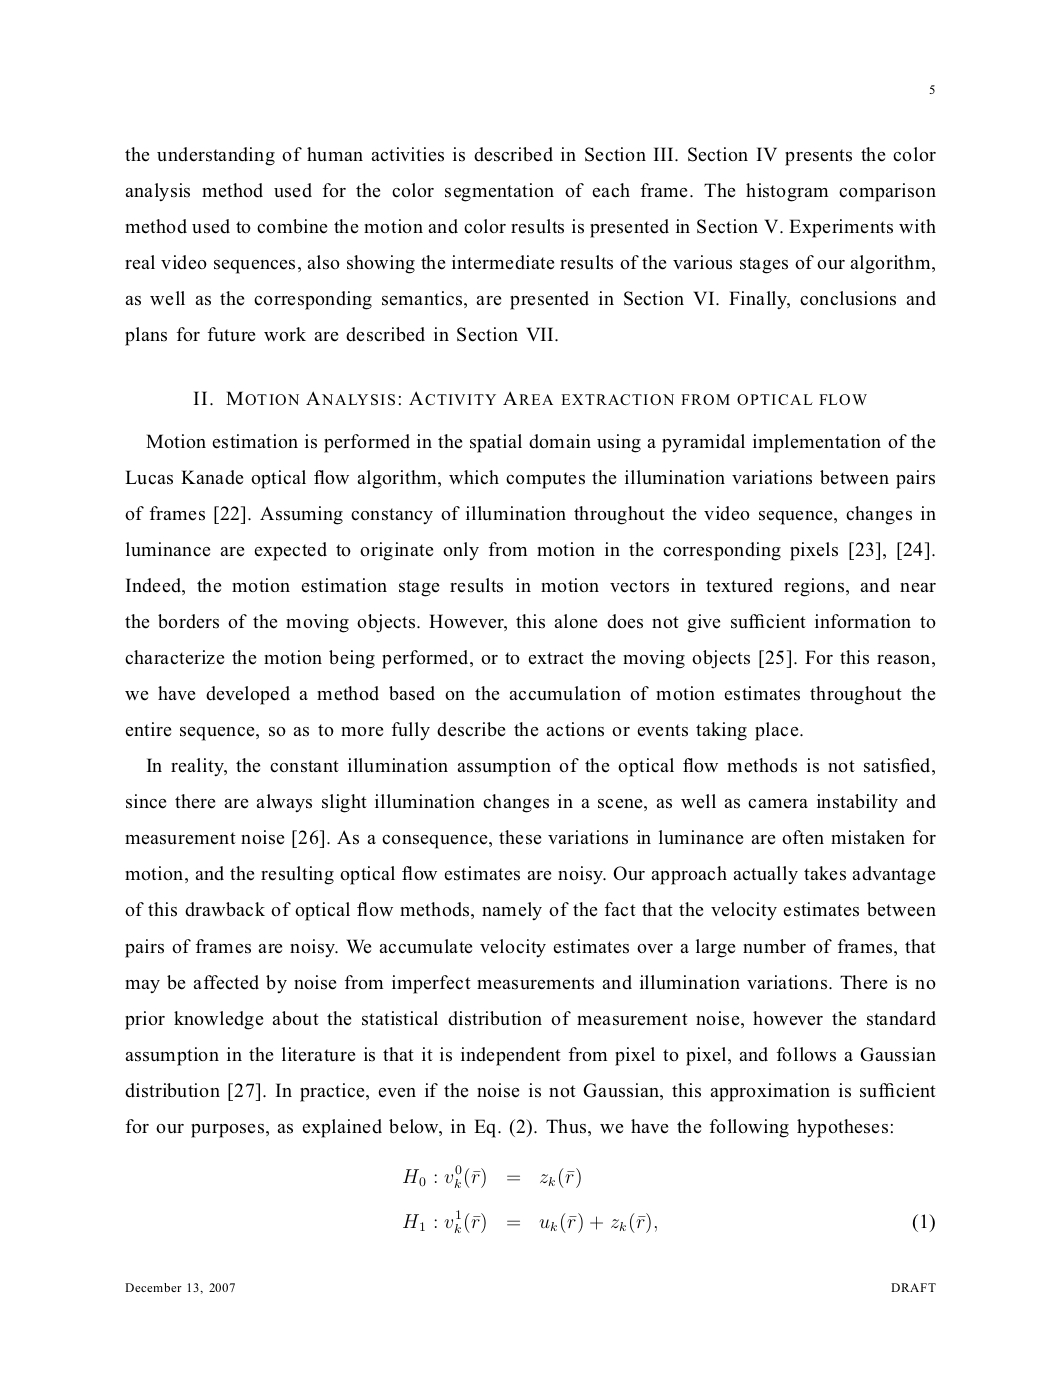 5
the understanding of human activities is described in Section III. Section IV presents the color
analysis method used for the color segmentation of each frame. The histogram comparison
method used to combine the motion and color results is presented in Section V. Experiments with
real video sequences, also showing the intermediate results of the various stages of our algorithm,
as well as the corresponding semantics, are presented in Section VI. Finally, conclusions and
plans for future work are described in Section VII.
II. MOTION ANALYSIS: ACTIVITY AREA EXTRACTION FROM OPTICAL FLOW
Motion estimation is performed in the spatial domain using a pyramidal implementation of the
Lucas Kanade optical flow algorithm, which computes the illumination variations between pairs
of frames [22]. Assuming constancy of illumination throughout the video sequence, changes in
luminance are expected to originate only from motion in the corresponding pixels [23], [24].
Indeed, the motion estimation stage results in motion vectors in textured regions, and near
the borders of the moving objects. However, this alone does not give sufficient information to
characterize the motion being performed, or to extract the moving objects [25]. For this reason,
we have developed a method based on the accumulation of motion estimates throughout the
entire sequence, so as to more fully describe the actions or events taking place.
In reality, the constant illumination assumption of the optical flow methods is not satisfied,
since there are always slight illumination changes in a scene, as well as camera instability and
measurement noise [26]. As a consequence, these variations in luminance are often mistaken for
motion, and the resulting optical flow estimates are noisy. Our approach actually takes advantage
of this drawback of optical flow methods, namely of the fact that the velocity estimates between
pairs of frames are noisy. We accumulate velocity estimates over a large number of frames, that
may be affected by noise from imperfect measurements and illumination variations. There is no
prior knowledge about the statistical distribution of measurement noise, however the standard
assumption in the literature is that it is independent from pixel to pixel, and follows a Gaussian
distribution [27]. In practice, even if the noise is not Gaussian, this approximation is sufficient
for our purposes, as explained below, in Eq. (2). Thus, we have the following hypotheses:
H₀ : v⁰ₖ(r̄) = zₖ(r̄)
H₁ : v¹ₖ(r̄) = uₖ(r̄) + zₖ(r̄), (1)
December 13, 2007 DRAFT